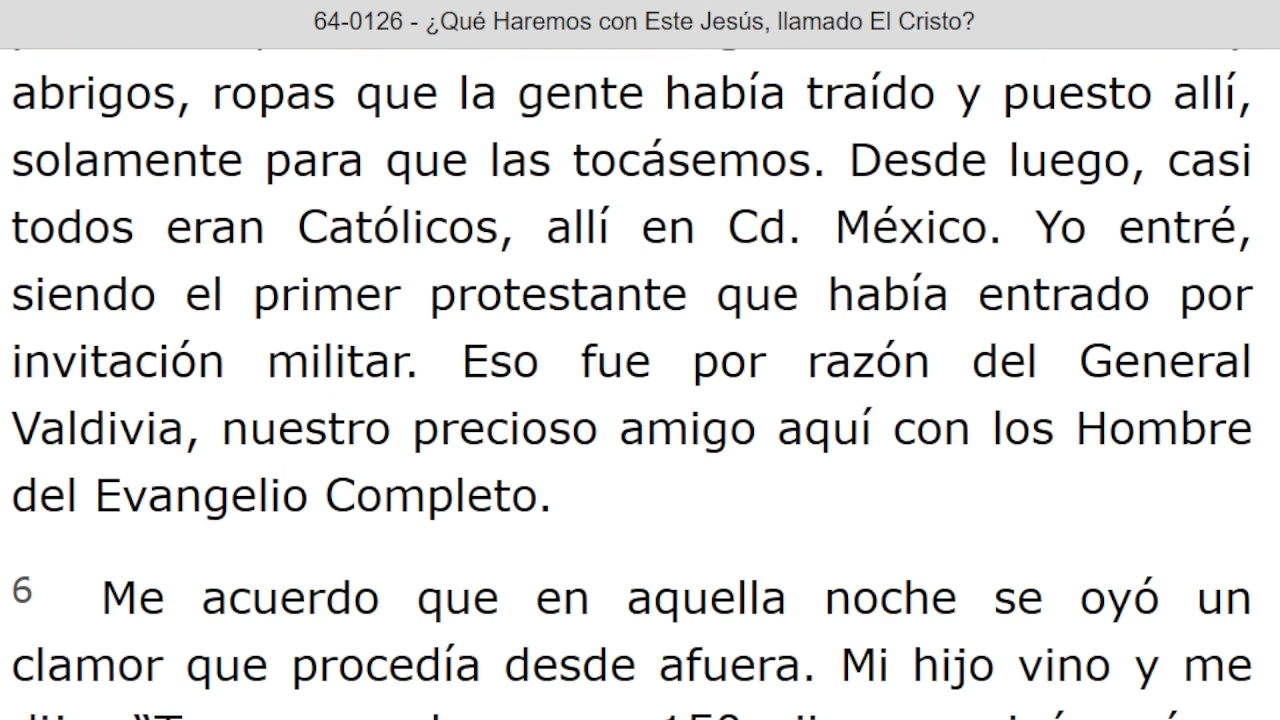 64-0126 - ¿Qué Haremos con Este Jesús, llamado El Cristo?
abrigos, ropas que la gente había traído y puesto allí,
solamente para que las tocásemos. Desde luego, casi
todos eran Católicos, allí en Cd. México. Yo entré,
siendo el primer protestante que había entrado por
invitación militar. Eso fue por razón del General
Valdivia, nuestro precioso amigo aquí con los Hombre
del Evangelio Completo.
6 Me acuerdo que en aquella noche se oyó un
clamor que procedía desde afuera. Mi hijo vino y me